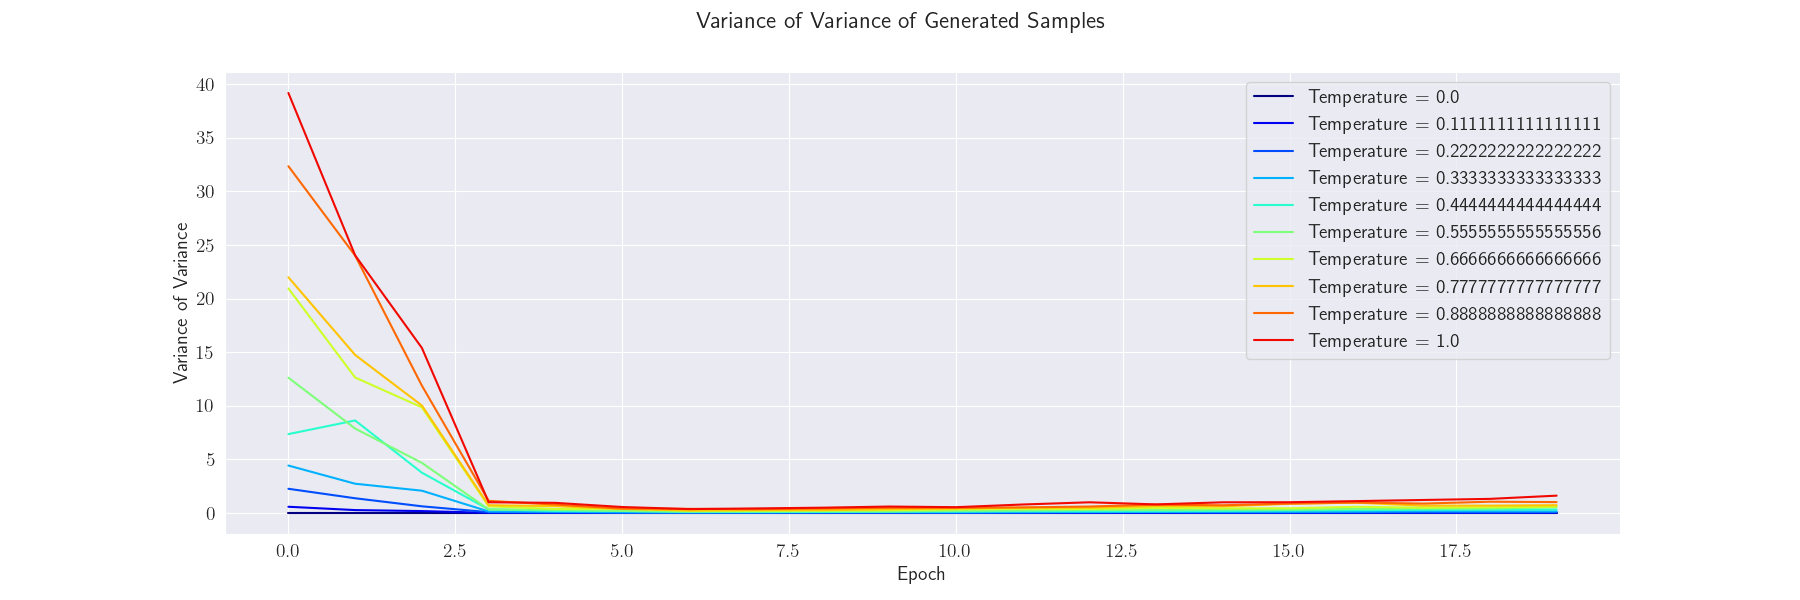 Variance of Variance of Generated Samples
40
35
30
25
20
15
10
5
0
Variance of Variance
0.0 2.5 5.0 7.5 10.0 12.5 15.0 17.5
Epoch
Temperature = 0.0
Temperature = 0.1111111111111111
Temperature = 0.2222222222222222
Temperature = 0.3333333333333333
Temperature = 0.4444444444444444
Temperature = 0.5555555555555556
Temperature = 0.6666666666666666
Temperature = 0.7777777777777777
Temperature = 0.8888888888888888
Temperature = 1.0